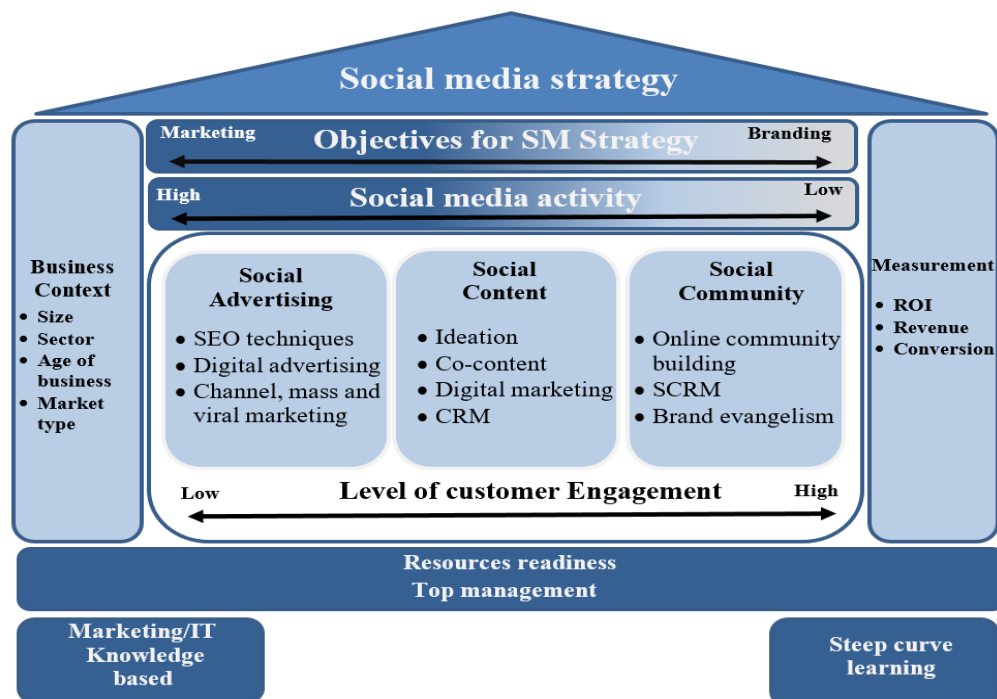 Social media strategy
Marketing
Objectives for SM Strategy
Branding
High
Social media activity
Low
Business
Context
• Size
• Sector
• Age of
business
• Market
type
Social
Advertising
• SEO techniques
• Digital advertising
• Channel, mass and
viral marketing
Social
Content
• Ideation
• Co-content
• Digital marketing
• CRM
Social
Community
• Online community
building
• SCRM
• Brand evangelism
Measurement
• ROI
• Revenue
• Conversion
Low
Level of customer Engagement
High
Resources readiness
Top management
Marketing/IT
Knowledge
based
Steep curve
learning